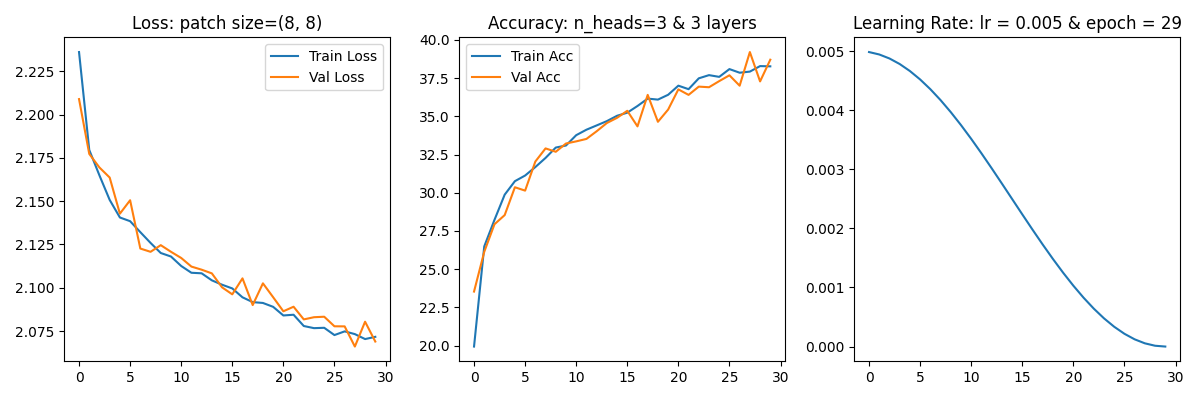 Loss: patch size=(8, 8)
Train Loss
Val Loss
2.225
2.200
2.175
2.150
2.125
2.100
2.075
0 5 10 15 20 25 30
Accuracy: n_heads=3 & 3 layers
Train Acc
Val Acc
40.0
37.5
35.0
32.5
30.0
27.5
25.0
22.5
20.0
0 5 10 15 20 25 30
Learning Rate: lr = 0.005 & epoch = 29
0.005
0.004
0.003
0.002
0.001
0.000
0 5 10 15 20 25 30